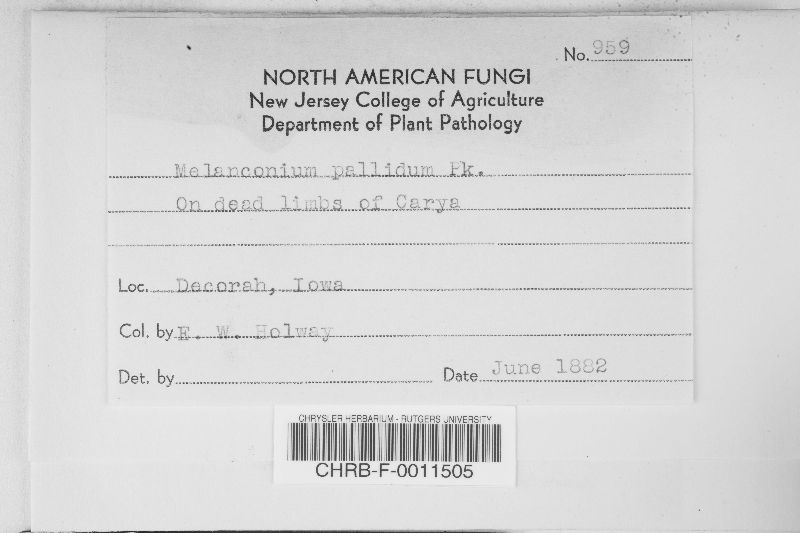 No. 959
NORTH AMERICAN FUNGI
New Jersey College of Agriculture
Department of Plant Pathology
Melanconium pallidum Pk.
On dead limbs of Carya
Loc. Decorah, Iowa
Col. by E. W. Holway
Det. by
Date June 1882
CHRYSLER HERBARIUM - RUTGERS UNIVERSITY
CHRB-F-0011505